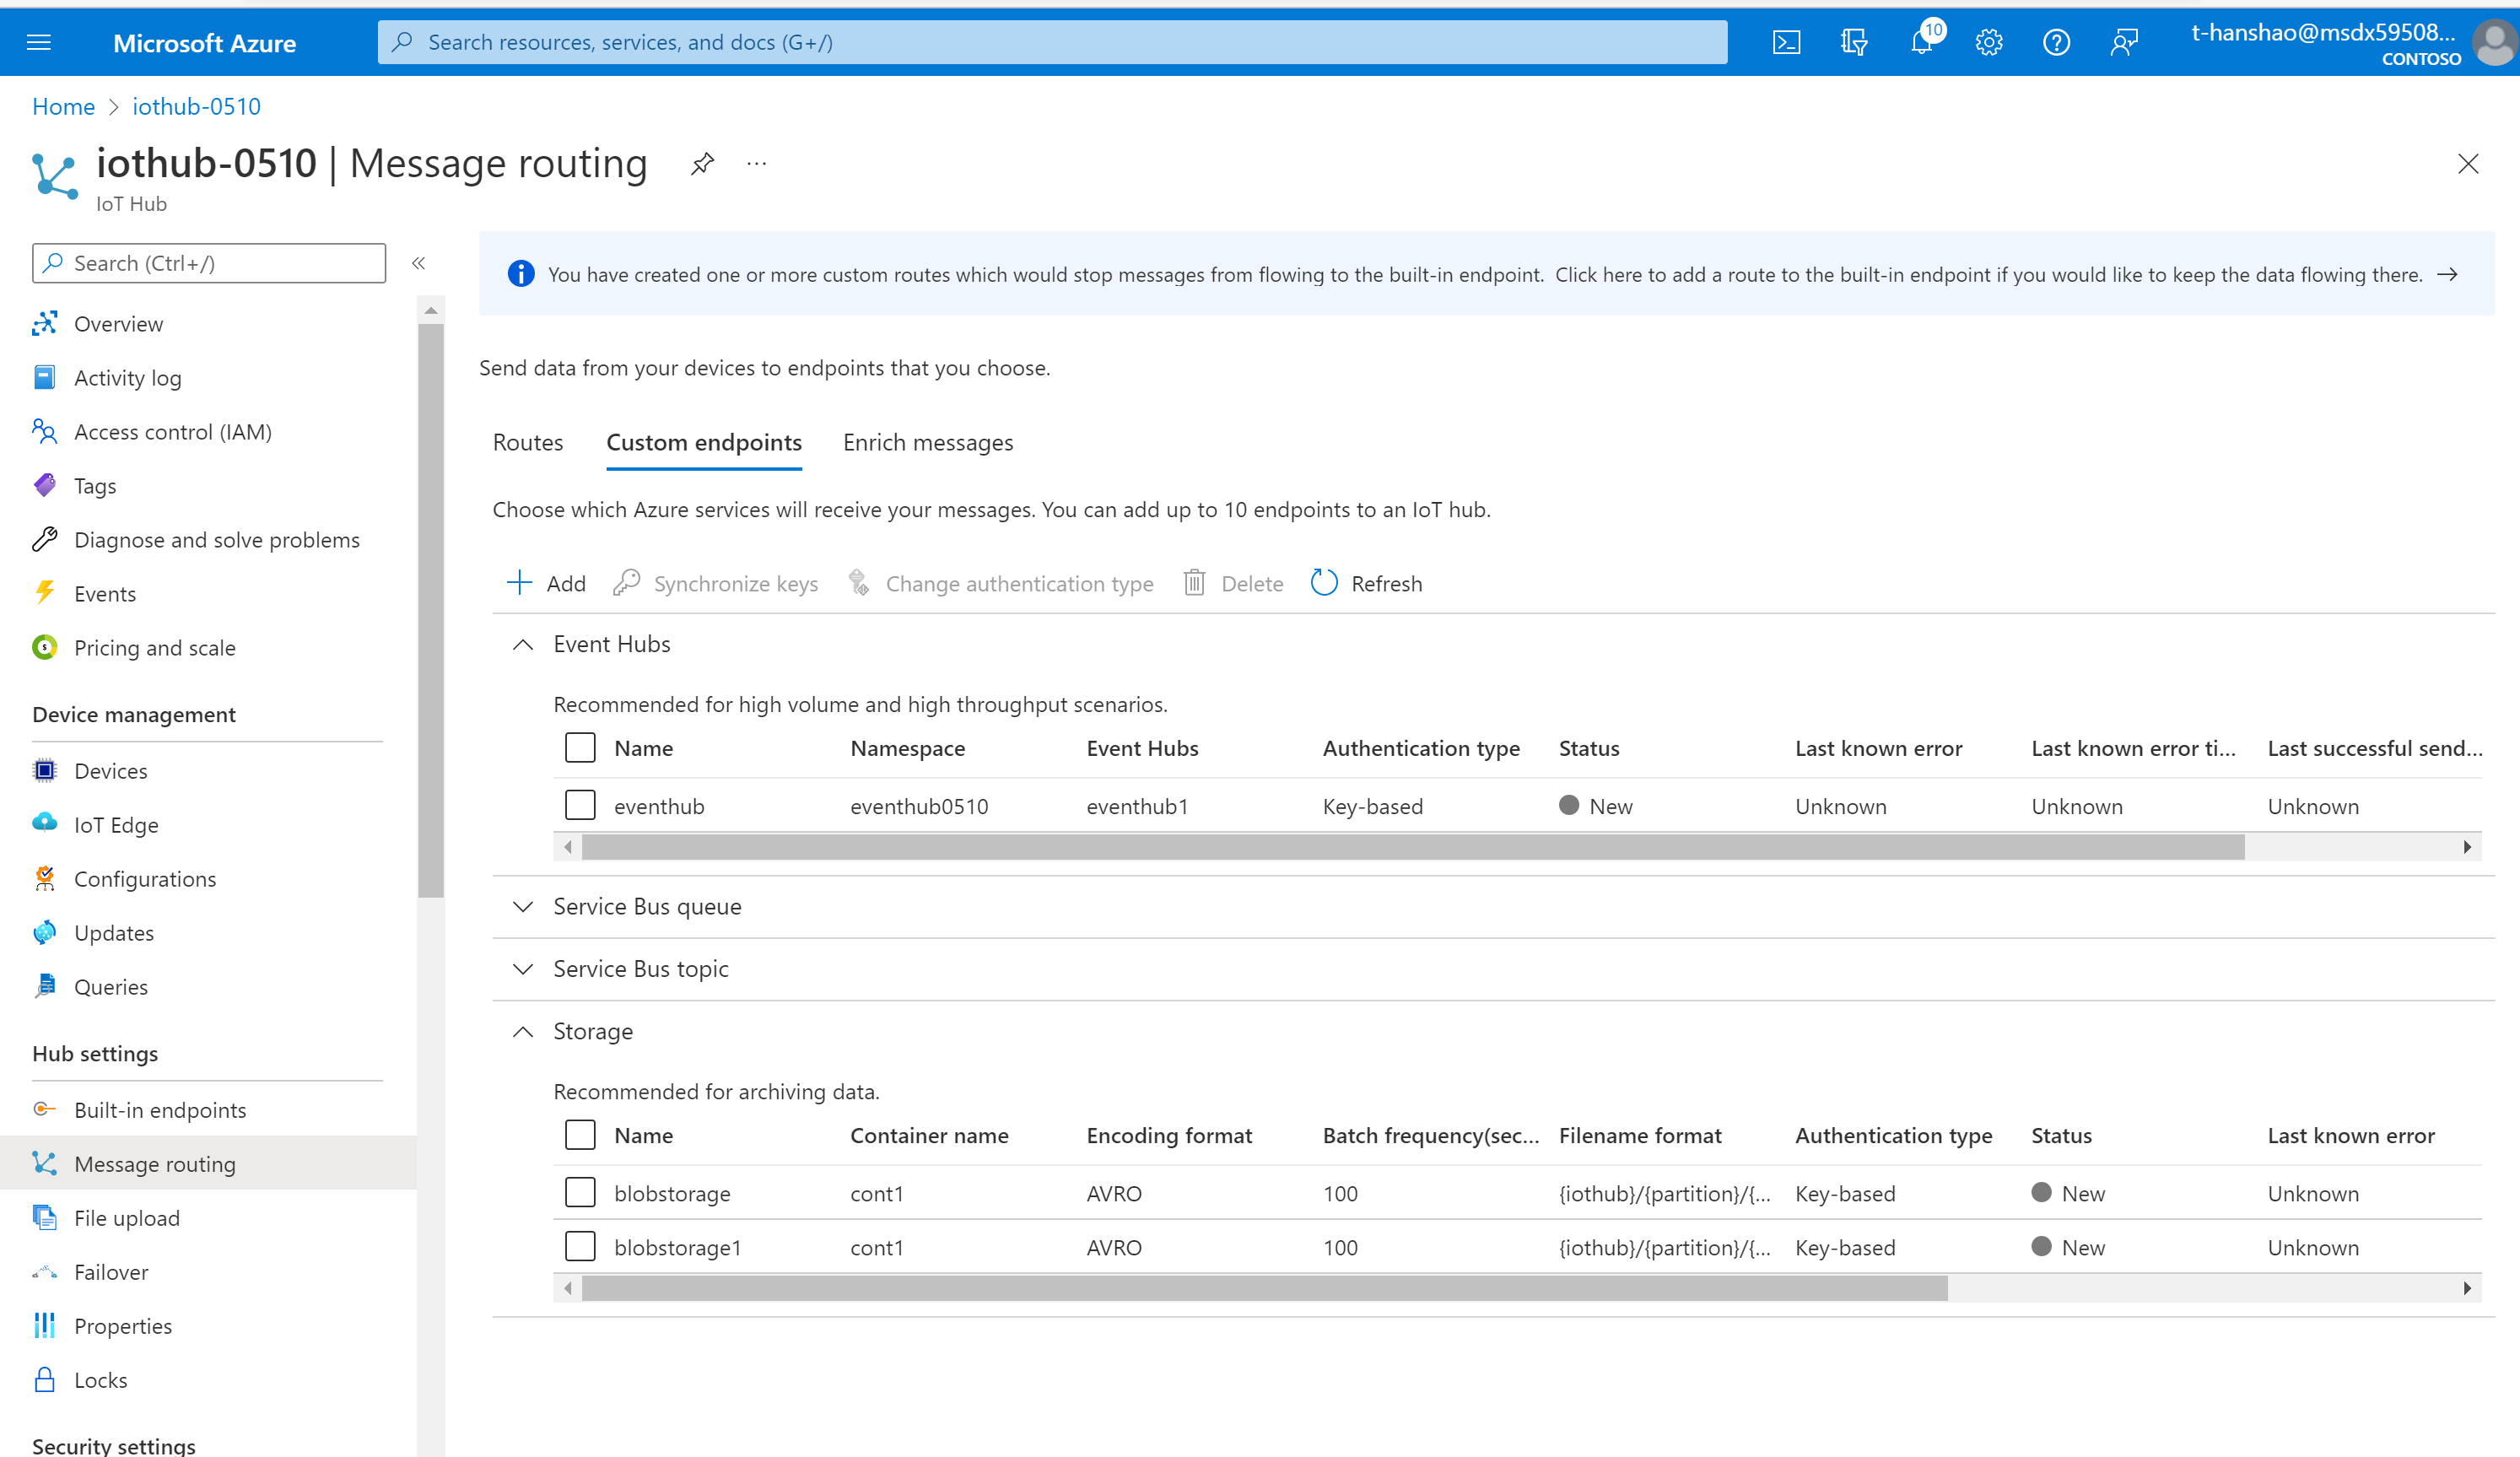 Microsoft Azure
Search resources, services, and docs (G+/)
10
t-hanshao@msdx59508...
CONTOSO
Home > iothub-0510
iothub-0510 | Message routing
...
IoT Hub
Search (Ctrl+/)
«
Overview
Activity log
Access control (IAM)
Tags
Diagnose and solve problems
Events
Pricing and scale
Device management
Devices
IoT Edge
Configurations
Updates
Queries
Hub settings
Built-in endpoints
Message routing
File upload
Failover
Properties
Locks
Security settings
You have created one or more custom routes which would stop messages from flowing to the built-in endpoint. Click here to add a route to the built-in endpoint if you would like to keep the data flowing there. →
Send data from your devices to endpoints that you choose.
Routes Custom endpoints Enrich messages
Choose which Azure services will receive your messages. You can add up to 10 endpoints to an IoT hub.
Add Synchronize keys Change authentication type Delete Refresh
Event Hubs
Recommended for high volume and high throughput scenarios.
Name Namespace Event Hubs Authentication type Status Last known error Last known error ti... Last successful send...
eventhub eventhub0510 eventhub1 Key-based New Unknown Unknown Unknown
Service Bus queue
Service Bus topic
Storage
Recommended for archiving data.
Name Container name Encoding format Batch frequency(sec... Filename format Authentication type Status Last known error
blobstorage cont1 AVRO 100 {iothub}/{partition}/{... Key-based New Unknown
blobstorage1 cont1 AVRO 100 {iothub}/{partition}/{... Key-based New Unknown